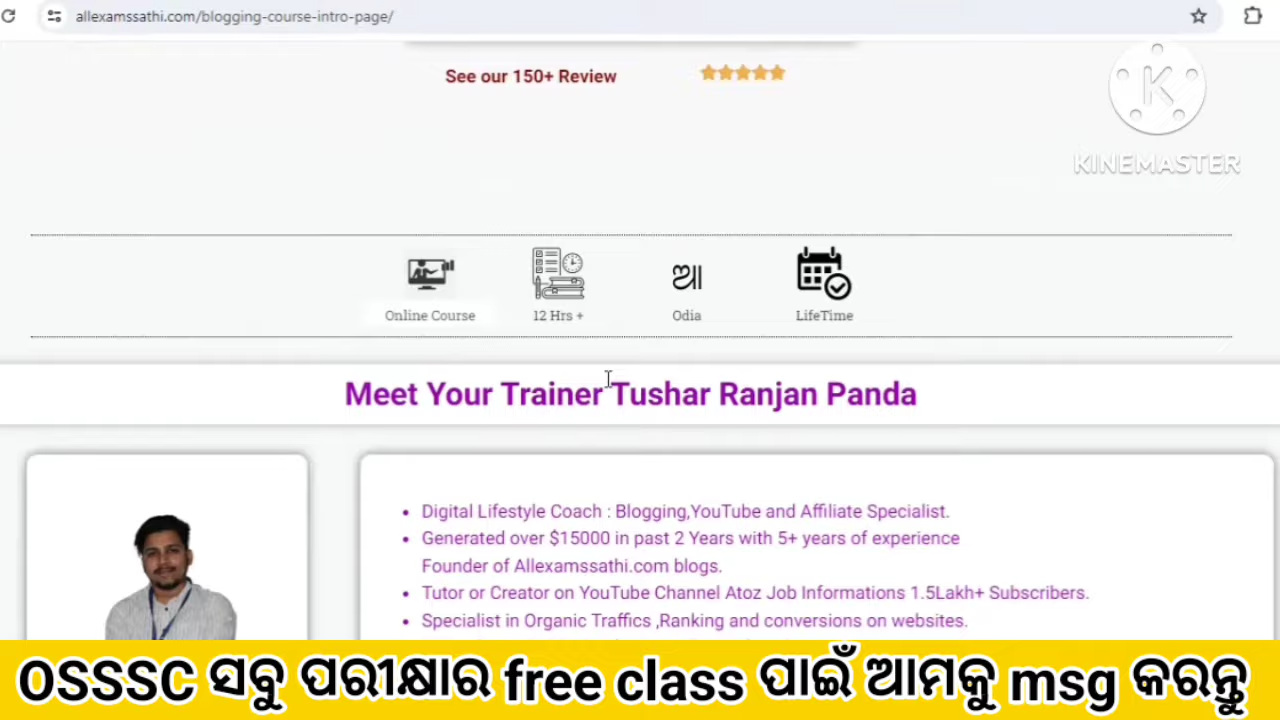 allexamssathi.com/blogging-course-intro-page/
See our 150+ Review
K
KINEMASTER
ଆ
Online Course
12 Hrs +
Odia
LifeTime
Meet Your Trainer Tushar Ranjan Panda
Digital Lifestyle Coach : Blogging,YouTube and Affiliate Specialist.
Generated over $15000 in past 2 Years with 5+ years of experience
Founder of Allexamssathi.com blogs.
Tutor or Creator on YouTube Channel Atoz Job Informations 1.5Lakh+ Subscribers.
Specialist in Organic Traffics ,Ranking and conversions on websites.
OSSSC ସବୁ ପରୀକ୍ଷାର free class ପାଇଁ ଆମକୁ msg କରନ୍ତୁ